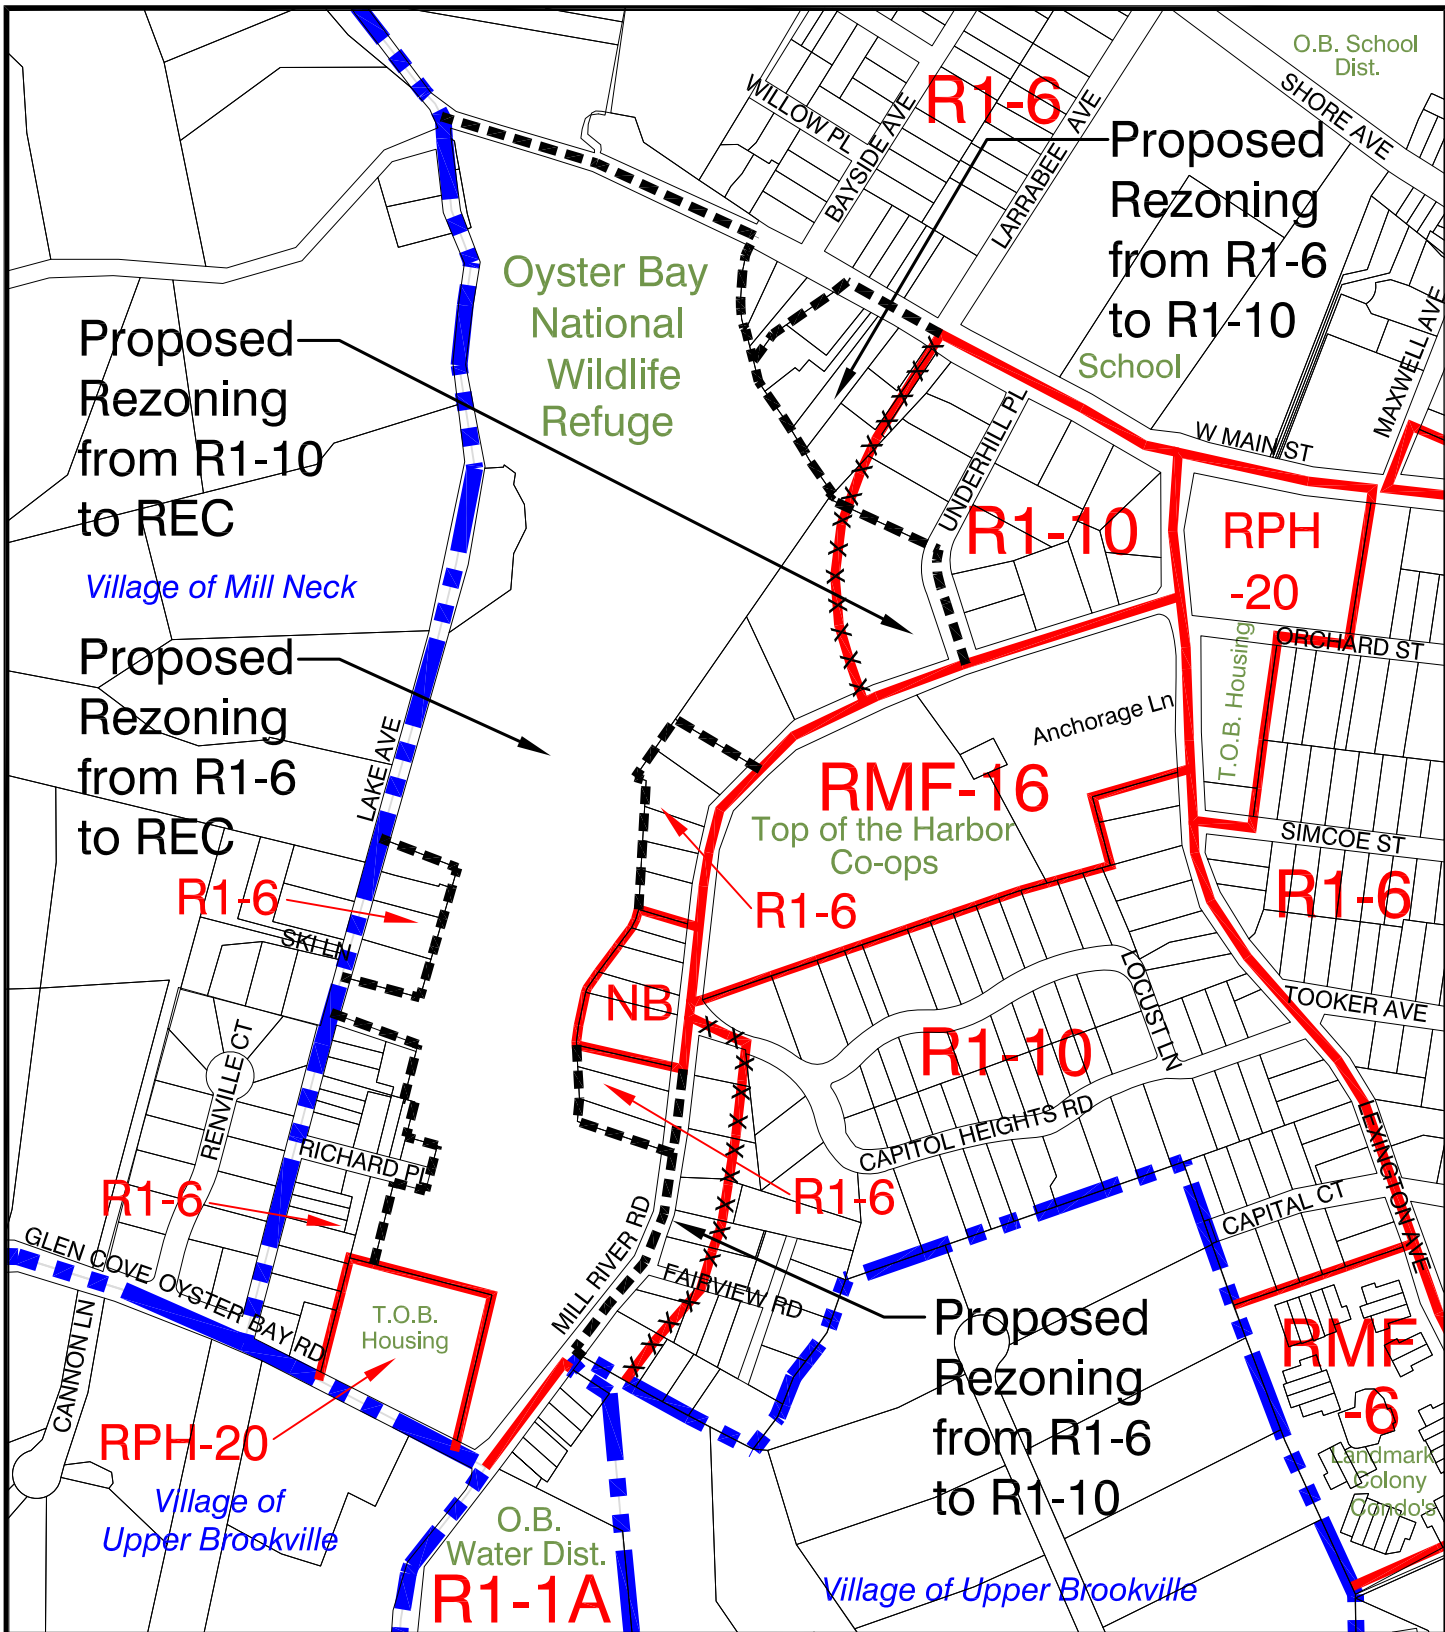 O.B. School
Dist.
SHORE AVE
WILLOW PL
BAYSIDE AVE
R1-6
LARRABEE AVE
Proposed
Rezoning
from R1-6
to R1-10
Oyster Bay
National
Wildlife
Refuge
Proposed
Rezoning
from R1-10
to REC
School
MAXWELL AVE
W MAIN ST
UNDERHILL PL
R1-10
RPH
-20
Village of Mill Neck
ORCHARD ST
T.O.B. Housing
Proposed
Rezoning
from R1-6
to REC
LAKE AVE
Anchorage Ln
RMF-16
Top of the Harbor
Co-ops
SIMCOE ST
R1-6
R1-6
R1-6
SKI LN
LOCUST LN
TOOKER AVE
NB
R1-10
RENVILLE CT
CAPITOL HEIGHTS RD
RICHARD PL
R1-6
R1-6
LEXINGTON AVE
CAPITAL CT
GLEN COVE OYSTER BAY RD
MILL RIVER RD
FAIRVIEW RD
T.O.B.
Housing
CANNON LN
Proposed
Rezoning
from R1-6
to R1-10
RMF
-6
RPH-20
Landmark
Colony
Condo's
Village of
Upper Brookville
O.B.
Water Dist.
R1-1A
Village of Upper Brookville